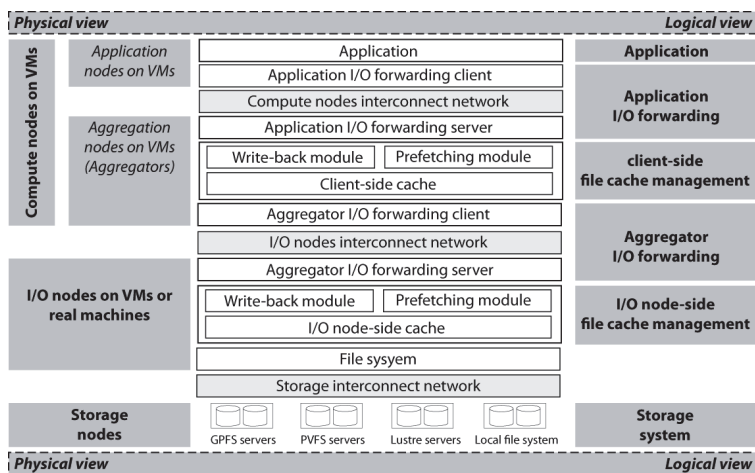 Physical view
Logical view
Compute nodes on VMs
Application
nodes on VMs
Application
Application
Application I/O forwarding client
Compute nodes interconnect network
Application
I/O forwarding
Aggregation
nodes on VMs
(Aggregators)
Application I/O forwarding server
Write-back module
Prefetching module
Client-side cache
client-side
file cache management
Aggregator I/O forwarding client
I/O nodes interconnect network
Aggregator
I/O forwarding
Aggregator I/O forwarding server
I/O nodes on VMs or
real machines
Write-back module
Prefetching module
I/O node-side cache
I/O node-side
file cache management
File sysyem
Storage interconnect network
Storage
nodes
GPFS servers
PVFS servers
Lustre servers
Local file system
Storage
system
Physical view
Logical view